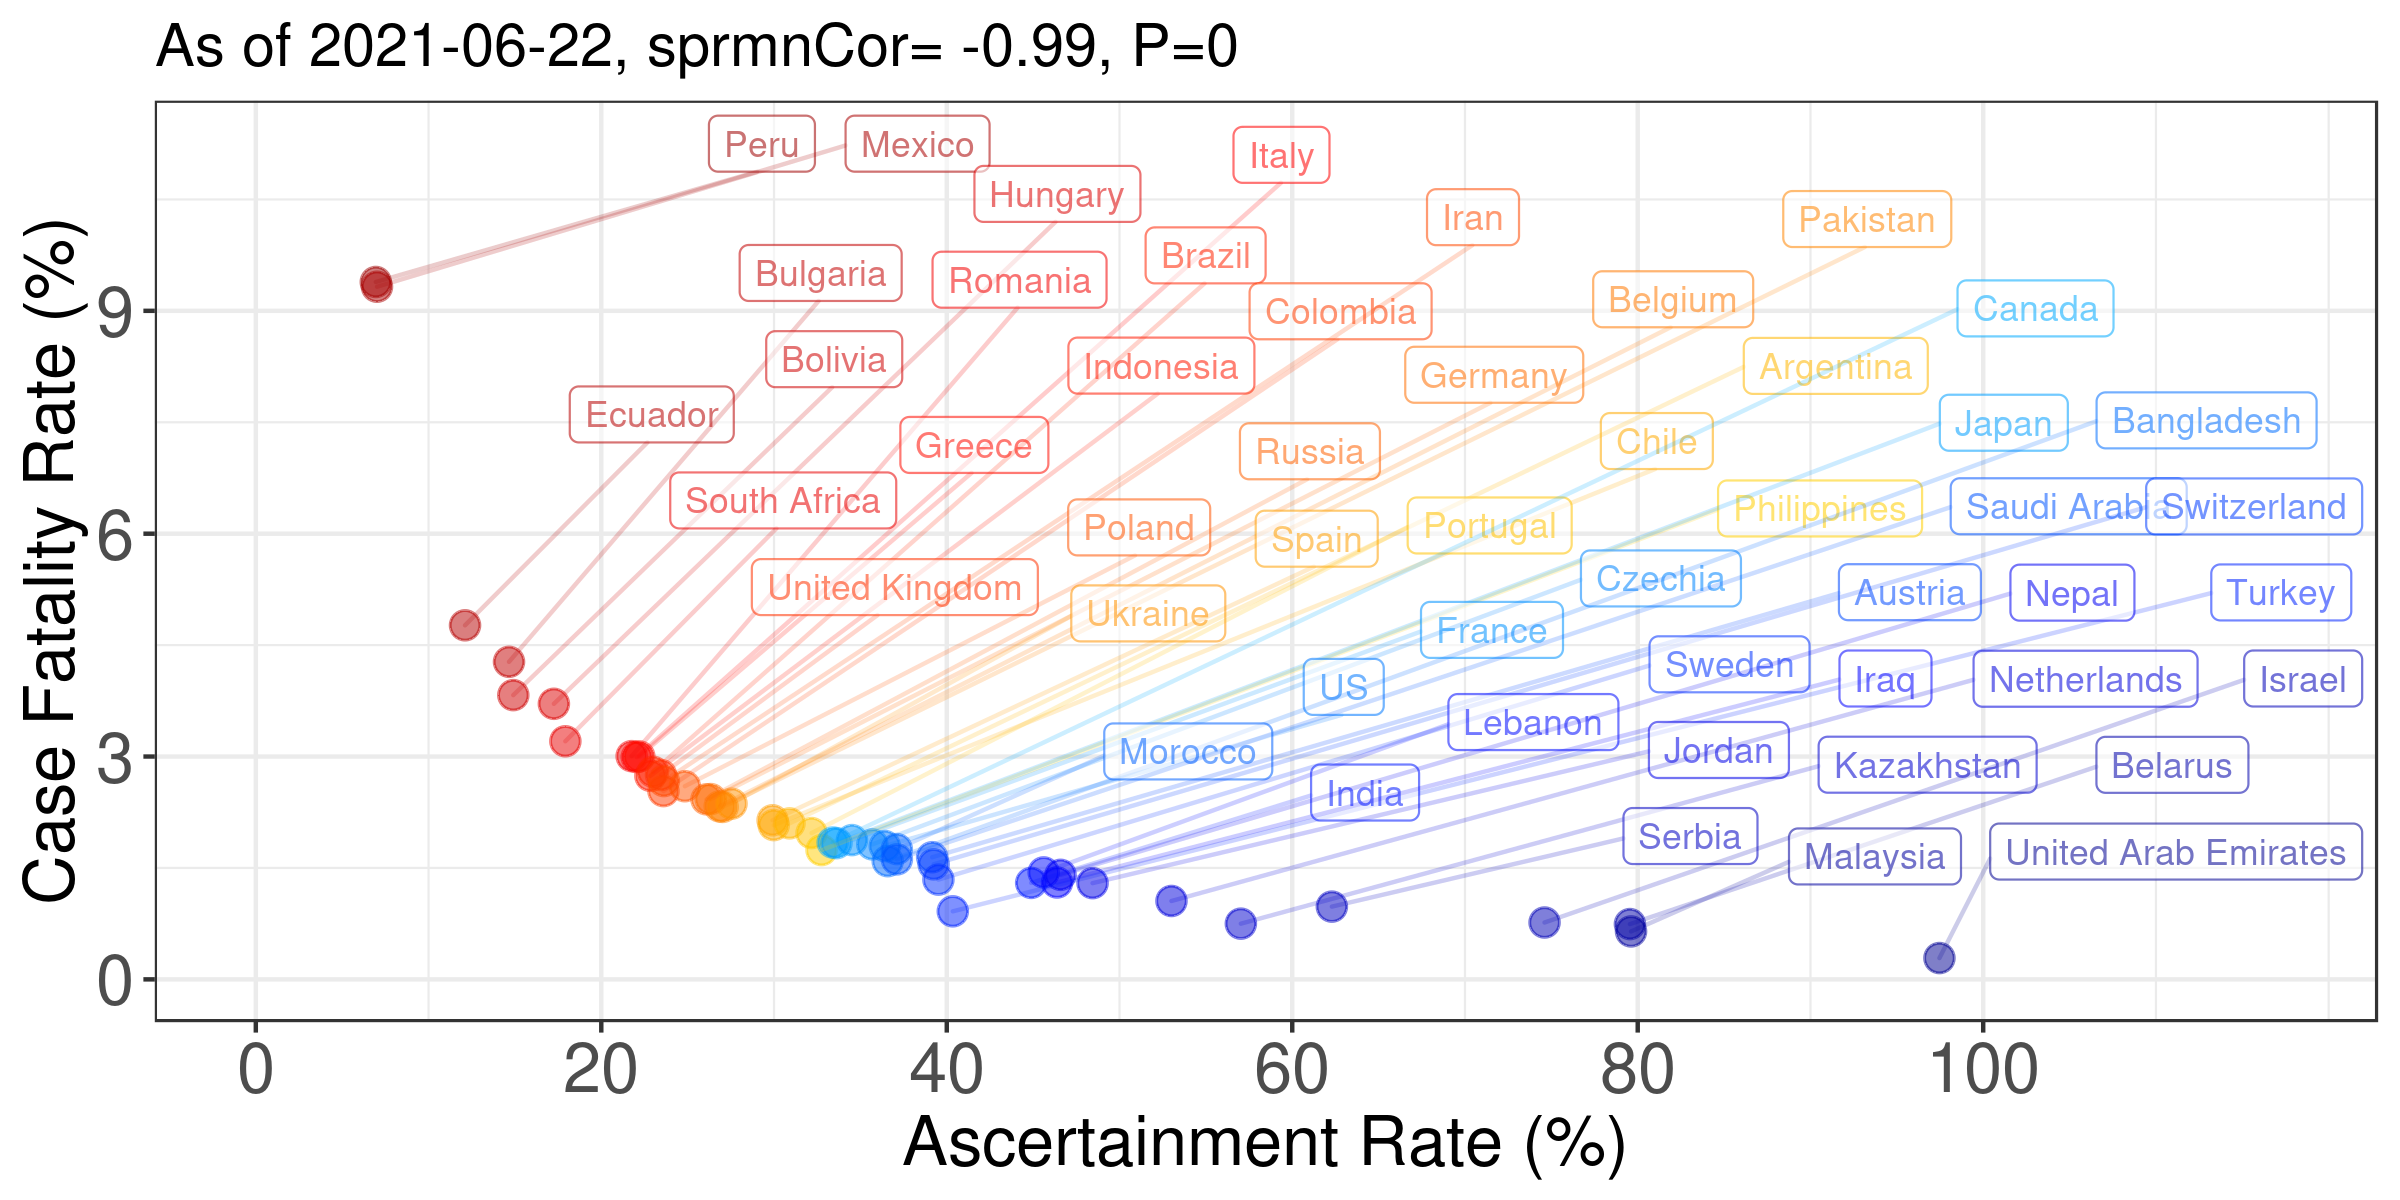 As of 2021-06-22, sprmnCor= -0.99, P=0
Case Fatality Rate (%)
9
6
3
0
Peru
Mexico
Italy
Hungary
Iran
Pakistan
Brazil
Bulgaria
Romania
Belgium
Canada
Colombia
Bolivia
Indonesia
Germany
Argentina
Ecuador
Japan
Bangladesh
Greece
Russia
Chile
South Africa
Saudi Arabia
Switzerland
Philippines
Poland
Portugal
Spain
United Kingdom
Czechia
Austria
Nepal
Turkey
Ukraine
France
Sweden
Iraq
Netherlands
Israel
US
Lebanon
Morocco
Jordan
Kazakhstan
Belarus
India
Serbia
Malaysia
United Arab Emirates
0
20
40
60
80
100
Ascertainment Rate (%)